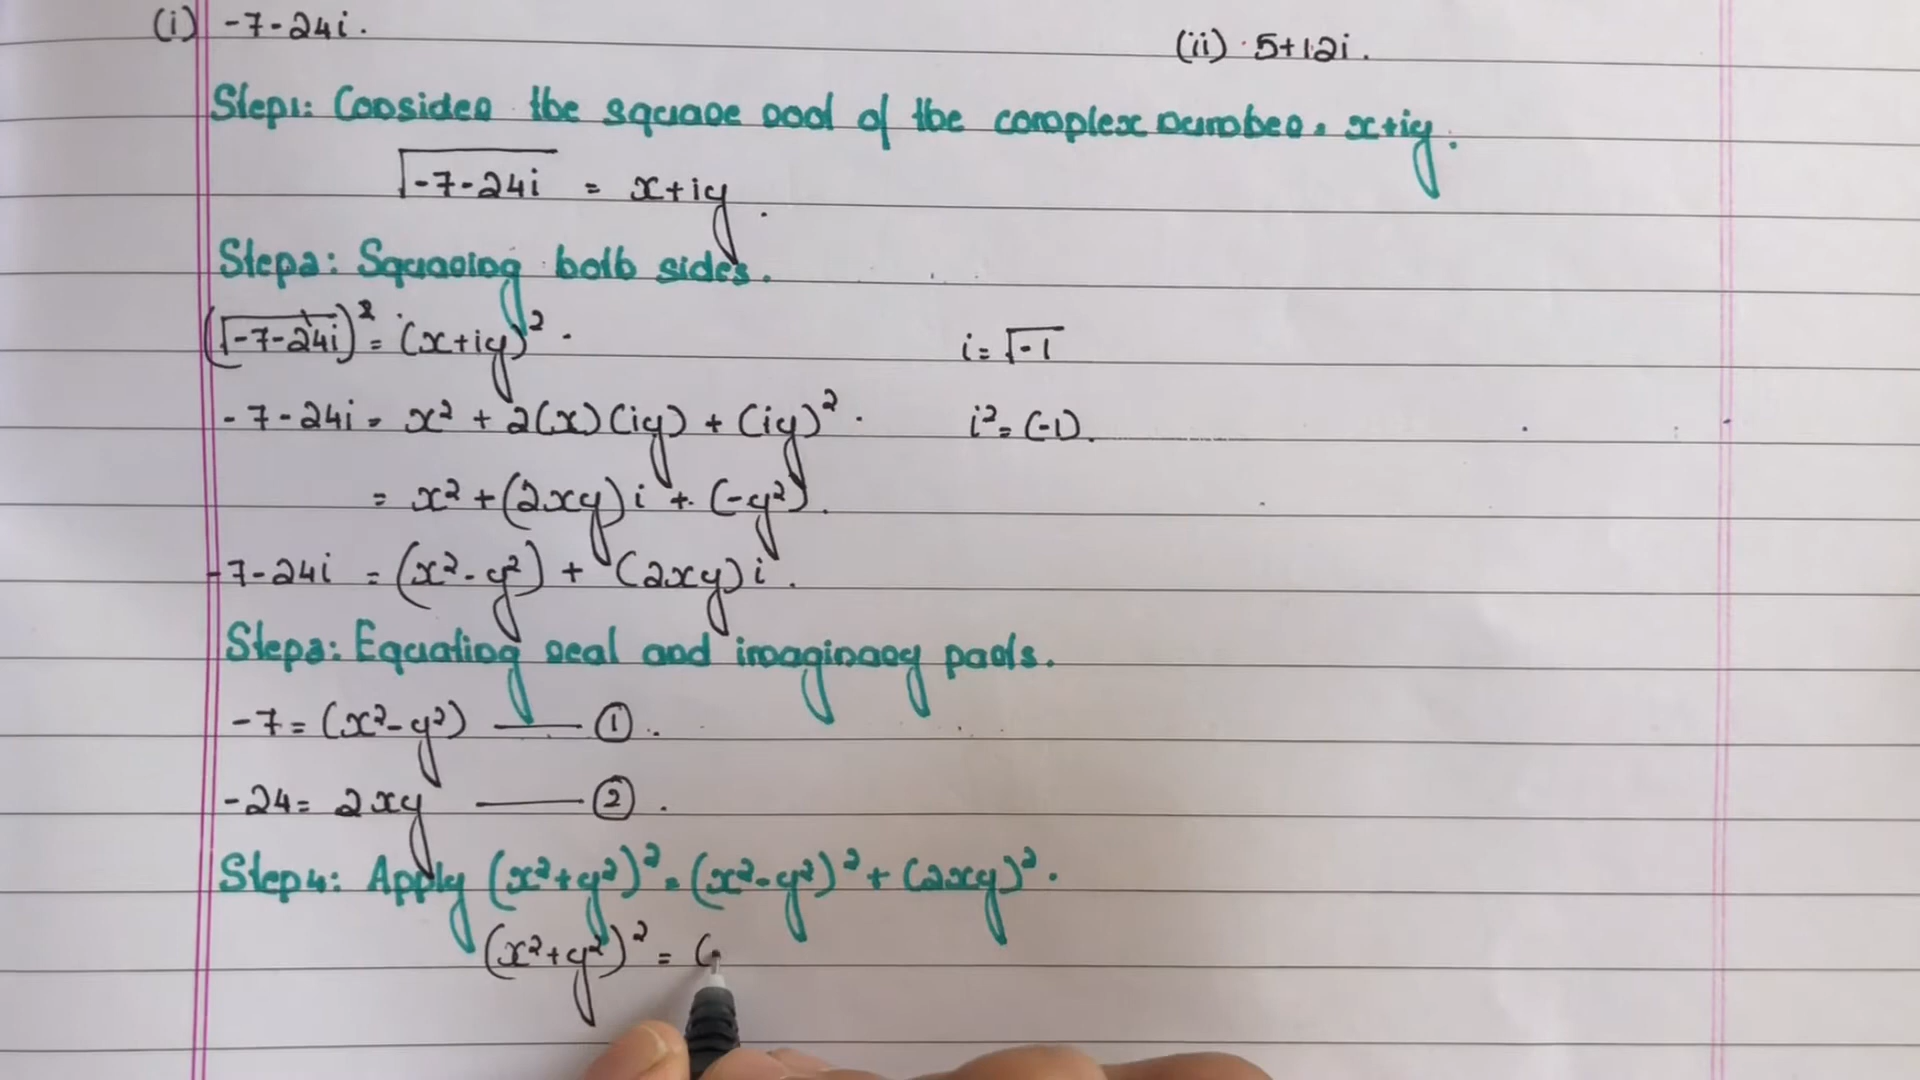 (i) -7-24i.
(ii) 5+12i.
Step1: Consider the square root of the complex number = x+iy.
√-7-24i = x+iy.
Step2: Squaring both sides.
(√-7-24i)² = (x+iy)².
i = √-1
-7-24i = x² + 2(x)(iy) + (iy)².
i² = (-1).
= x² + (2xy)i + (-y²).
-7-24i = (x²-y²) + (2xy)i.
Step3: Equating real and imaginary parts.
-7 = (x²-y²) —— ①.
-24 = 2xy —— ②.
Step4: Apply (x²+y²)² = (x²-y²)² + (2xy)².
(x²+y²)² = (-